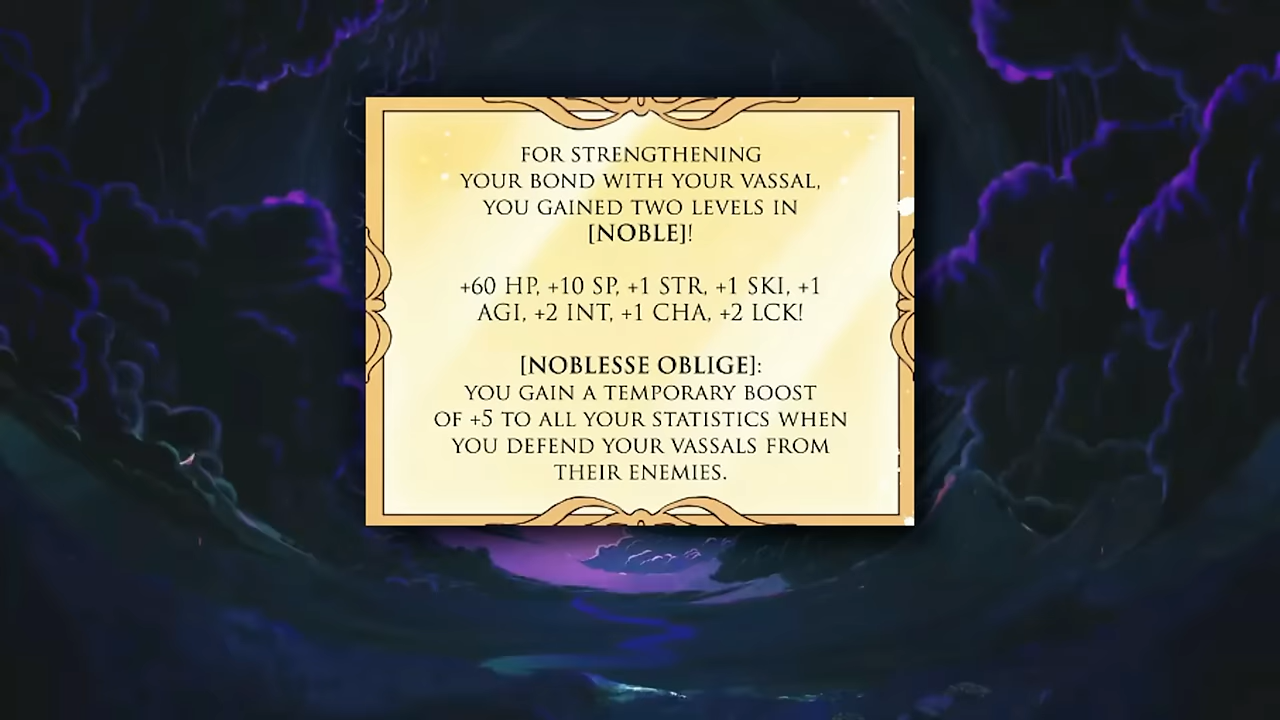 FOR STRENGTHENING
YOUR BOND WITH YOUR VASSAL,
YOU GAINED TWO LEVELS IN
[NOBLE]!
+60 HP, +10 SP, +1 STR, +1 SKI, +1
AGI, +2 INT, +1 CHA, +2 LCK!
[NOBLESSE OBLIGE]:
YOU GAIN A TEMPORARY BOOST
OF +5 TO ALL YOUR STATISTICS WHEN
YOU DEFEND YOUR VASSALS FROM
THEIR ENEMIES.